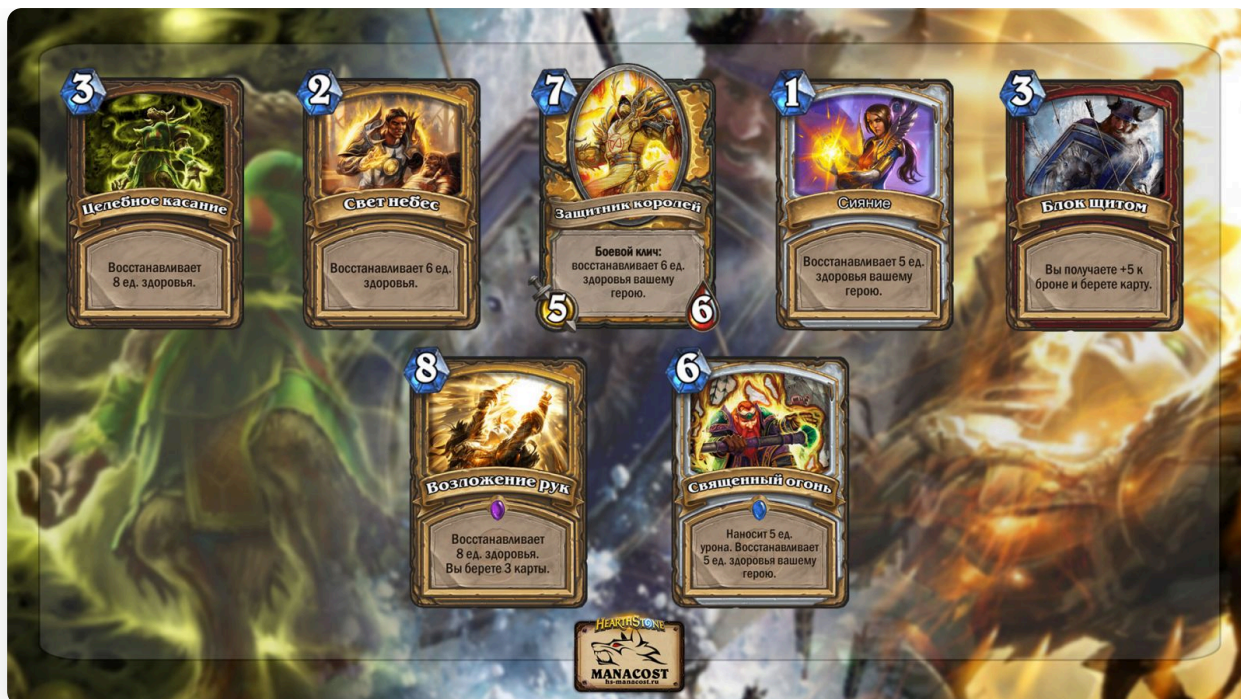 3
Целебное касание
Восстанавливает
8 ед. здоровья.
2
Свет небес
Восстанавливает 6 ед.
здоровья.
7
Защитник королей
Боевой клич:
восстанавливает 6 ед.
здоровья вашему
герою.
5
6
1
Сияние
Восстанавливает 5 ед.
здоровья вашему
герою.
3
Блок щитом
Вы получаете +5 к
броне и берете карту.
8
Возложение рук
Восстанавливает
8 ед. здоровья.
Вы берете 3 карты.
6
Священный огонь
Наносит 5 ед.
урона. Восстанавливает
5 ед. здоровья вашему
герою.
HEARTHSTONE
MANACOST
hs-manacost.ru